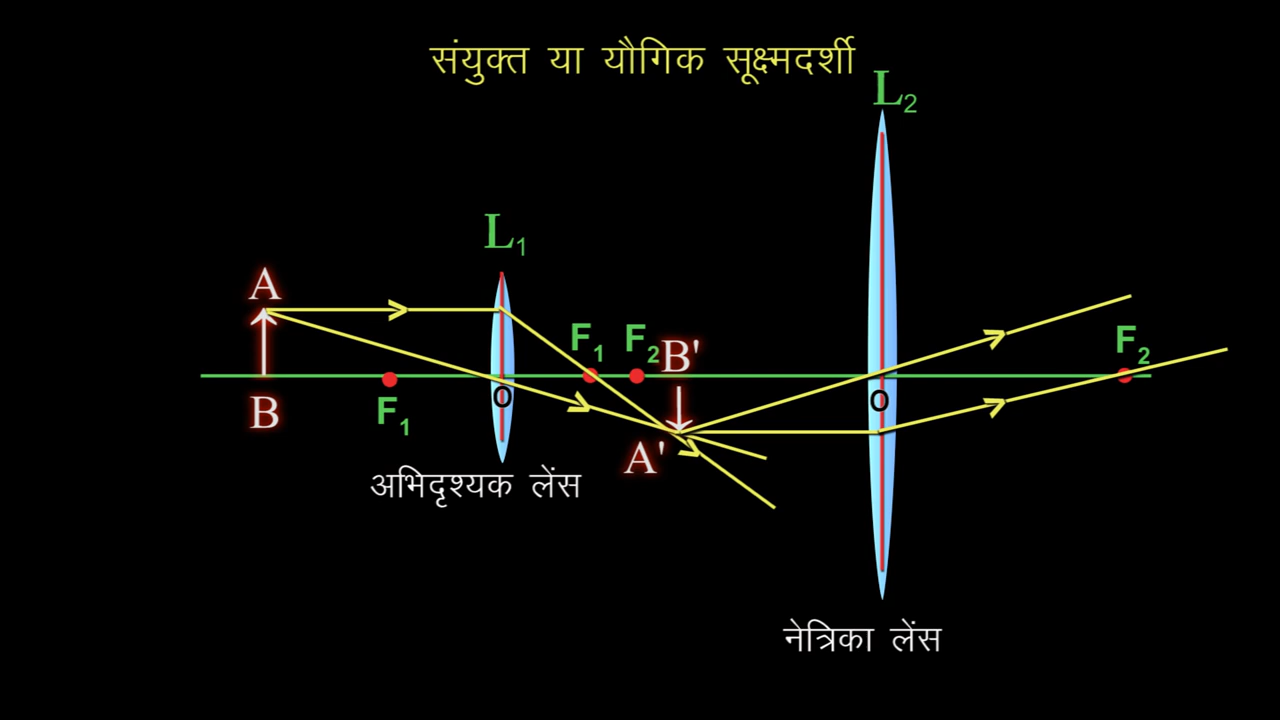 संयुक्त या यौगिक सूक्ष्मदर्शी
L₂
L₁
A
F₁ F₂ B'
F₂
B
F₁
O
O
A'
अभिदृश्यक लेंस
नेत्रिका लेंस